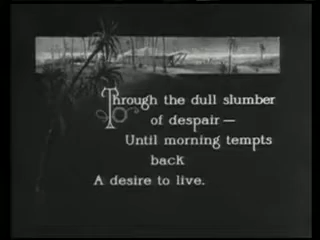 Through the dull slumber
of despair —
Until morning tempts
back
A desire to live.